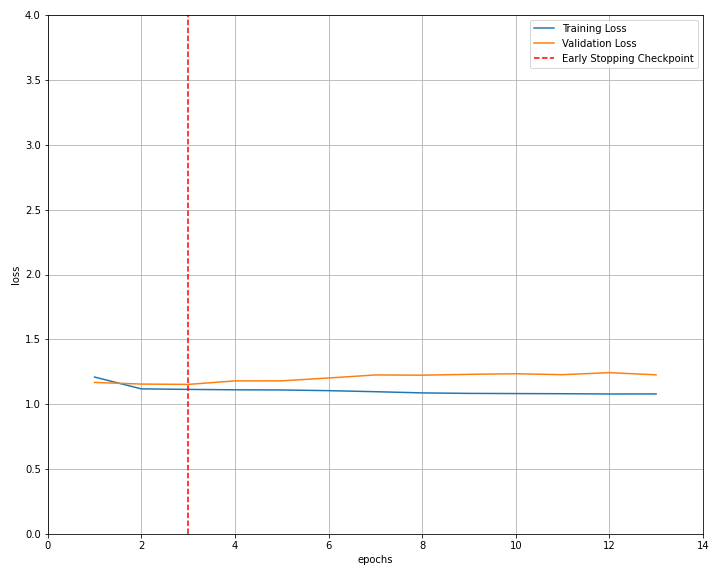 4.0
3.5
3.0
2.5
2.0
1.5
1.0
0.5
0.0
loss
Training Loss
Validation Loss
Early Stopping Checkpoint
0 2 4 6 8 10 12 14
epochs